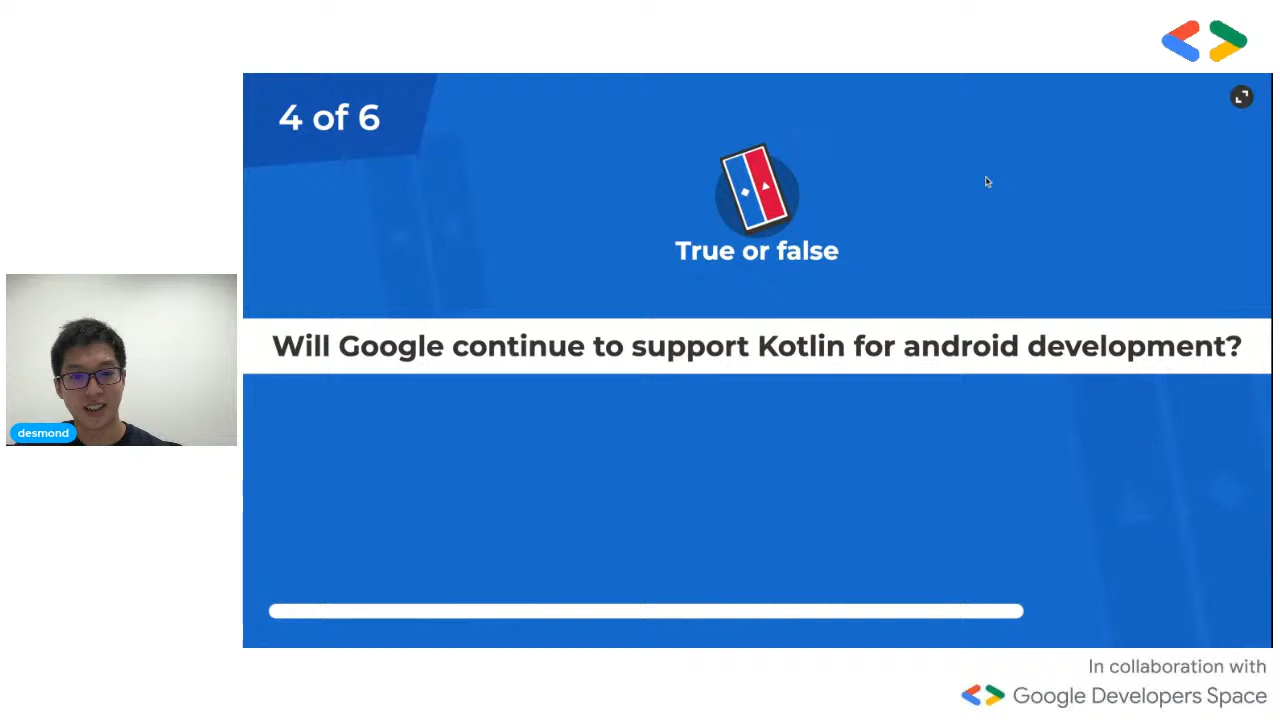 4 of 6
True or false
Will Google continue to support Kotlin for android development?
desmond
In collaboration with
Google Developers Space